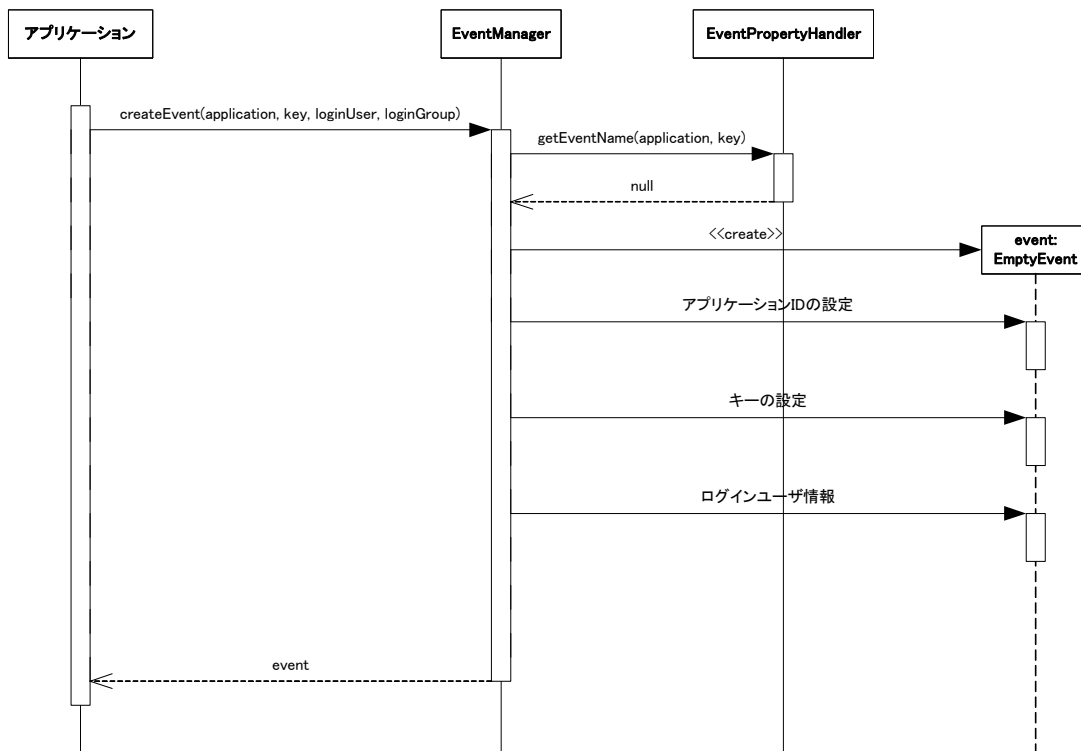 アプリケーション
EventManager
EventPropertyHandler
createEvent(application, key, loginUser, loginGroup)
getEventName(application, key)
null
<<create>>
event:
EmptyEvent
アプリケーションIDの設定
キーの設定
ログインユーザ情報
event